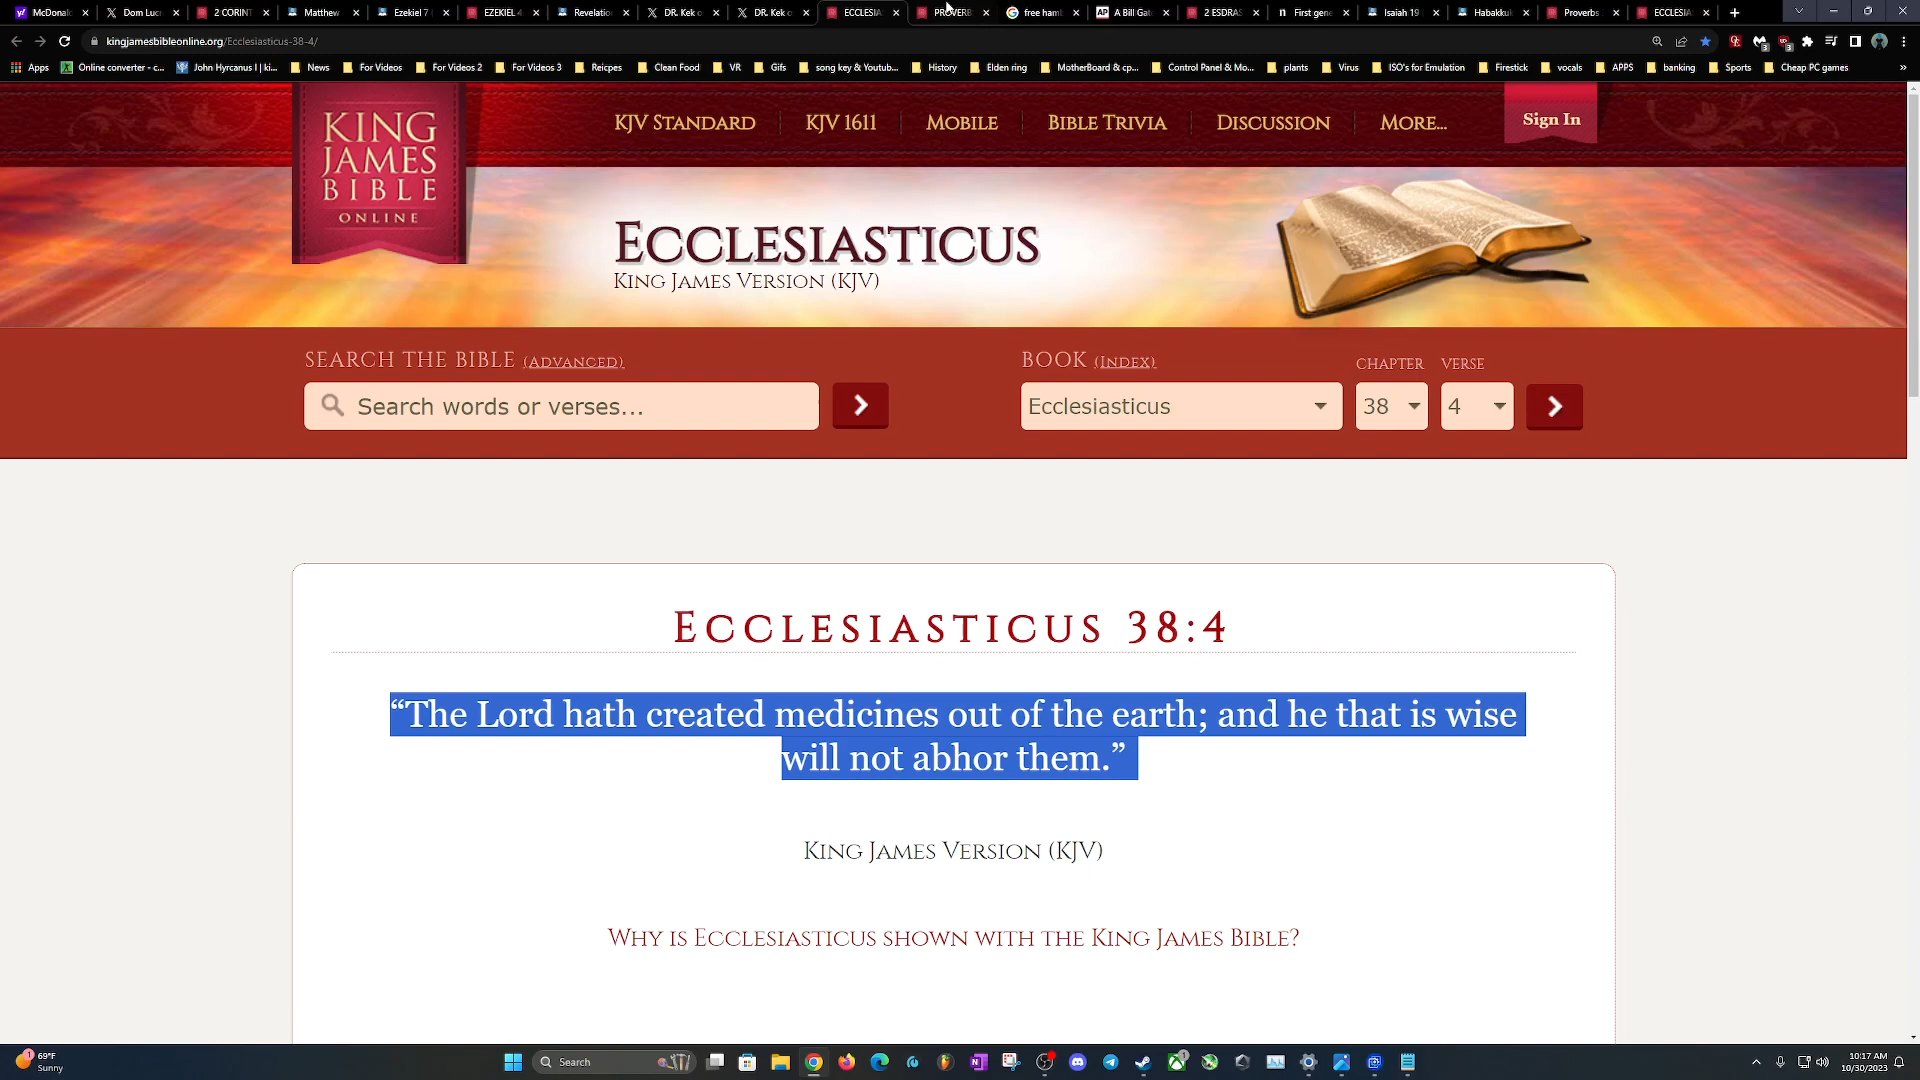 McDonal
Dom Luc
2 CORINT
Matthew
Ezekiel 7
EZEKIEL 4
Revelatio
DR. Kek o
DR. Kek o
ECCLESIA
PROVERB
free ham
A Bill Gat
2 ESDRAS
First gen
Isaiah 19
Habakku
Proverbs
ECCLESIA
kingjamesbibleonline.org/Ecclesiasticus-38-4/
Apps
Online converter - c...
John Hyrcanus I | ki...
News
For Videos
For Videos 2
For Videos 3
Reicpes
Clean Food
VR
Gifs
song key & Youtub...
History
Elden ring
MotherBoard & cp...
Control Panel & Mo...
plants
Virus
ISO's for Emulation
Firestick
vocals
APPS
banking
Sports
Cheap PC games
KING
JAMES
BIBLE
ONLINE
KJV Standard
KJV 1611
Mobile
Bible Trivia
Discussion
More...
Sign In
Ecclesiasticus
King James Version (KJV)
Search the Bible (Advanced)
Book (Index)
Chapter
Verse
Search words or verses...
Ecclesiasticus
38
4
Ecclesiasticus 38:4
“The Lord hath created medicines out of the earth; and he that is wise
will not abhor them.”
King James Version (KJV)
Why is Ecclesiasticus shown with the King James Bible?
69°F
Sunny
Search
10:17 AM
10/30/2023